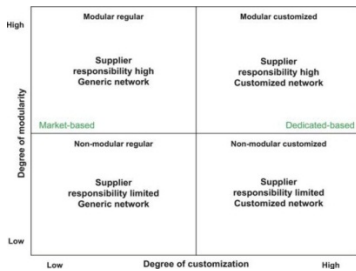 High
Modular regular
Modular customized
Supplier
responsibility high
Generic network
Supplier
responsibility high
Customized network
Degree of modularity
Market-based
Dedicated-based
Non-modular regular
Non-modular customized
Supplier
responsibility limited
Generic network
Supplier
responsibility limited
Customized network
Low
Low
Degree of customization
High